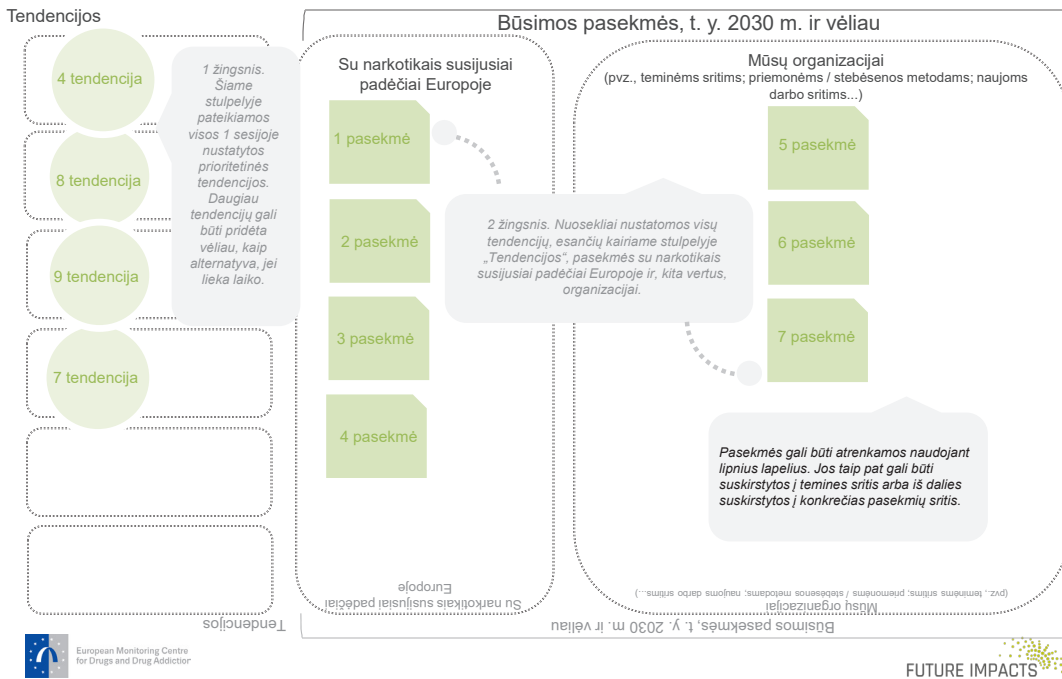 Tendencijos
Būsimos pasekmės, t. y. 2030 m. ir vėliau
4 tendencija
8 tendencija
9 tendencija
7 tendencija
1 žingsnis.
Šiame
stulpelyje
pateikiamos
visos 1 sesijoje
nustatytos
prioritetinės
tendencijos.
Daugiau
tendencijų gali
būti pridėta
vėliau, kaip
alternatyva, jei
lieka laiko.
Su narkotikais susijusiai
padėčiai Europoje
1 pasekmė
2 pasekmė
3 pasekmė
4 pasekmė
2 žingsnis. Nuosekliai nustatomos visų
tendencijų, esančių kairiame stulpelyje
„Tendencijos“, pasekmės su narkotikais
susijusiai padėčiai Europoje ir, kita vertus,
organizacijai.
Mūsų organizacijai
(pvz., teminėms sritims; priemonėms / stebėsenos metodams; naujoms
darbo sritims...)
5 pasekmė
6 pasekmė
7 pasekmė
Pasekmės gali būti atrenkamos naudojant
lipnius lapelius. Jos taip pat gali būti
suskirstytos į temines sritis arba iš dalies
suskirstytos į konkrečias pasekmių sritis.
Su narkotikais susijusiai padėčiai
Europoje
Mūsų organizacijai
(pvz., teminėms sritims; priemonėms / stebėsenos metodams; naujoms darbo sritims...)
Tendencijos
Būsimos pasekmės, t. y. 2030 m. ir vėliau
European Monitoring Centre
for Drugs and Drug Addiction
FUTURE IMPACTS